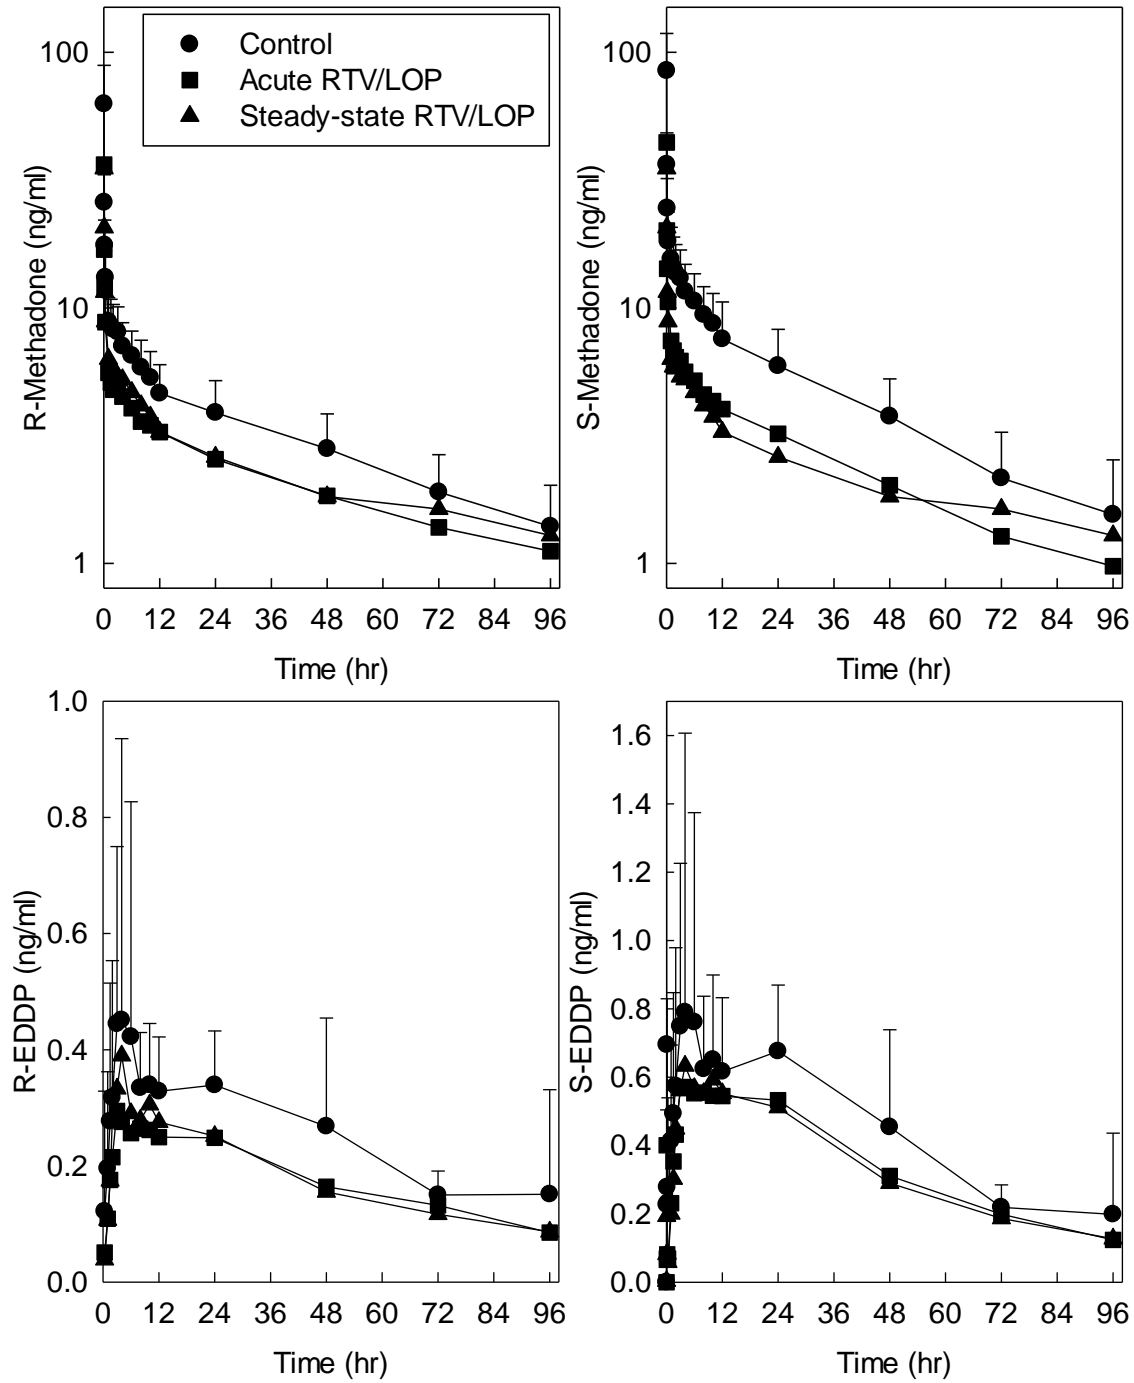 Control
Acute RTV/LOP
Steady-state RTV/LOP
R-Methadone (ng/ml)
100
10
1
0 12 24 36 48 60 72 84 96
Time (hr)
S-Methadone (ng/ml)
100
10
1
0 12 24 36 48 60 72 84 96
Time (hr)
R-EDDP (ng/ml)
1.0
0.8
0.6
0.4
0.2
0.0
0 12 24 36 48 60 72 84 96
Time (hr)
S-EDDP (ng/ml)
1.6
1.4
1.2
1.0
0.8
0.6
0.4
0.2
0.0
0 12 24 36 48 60 72 84 96
Time (hr)